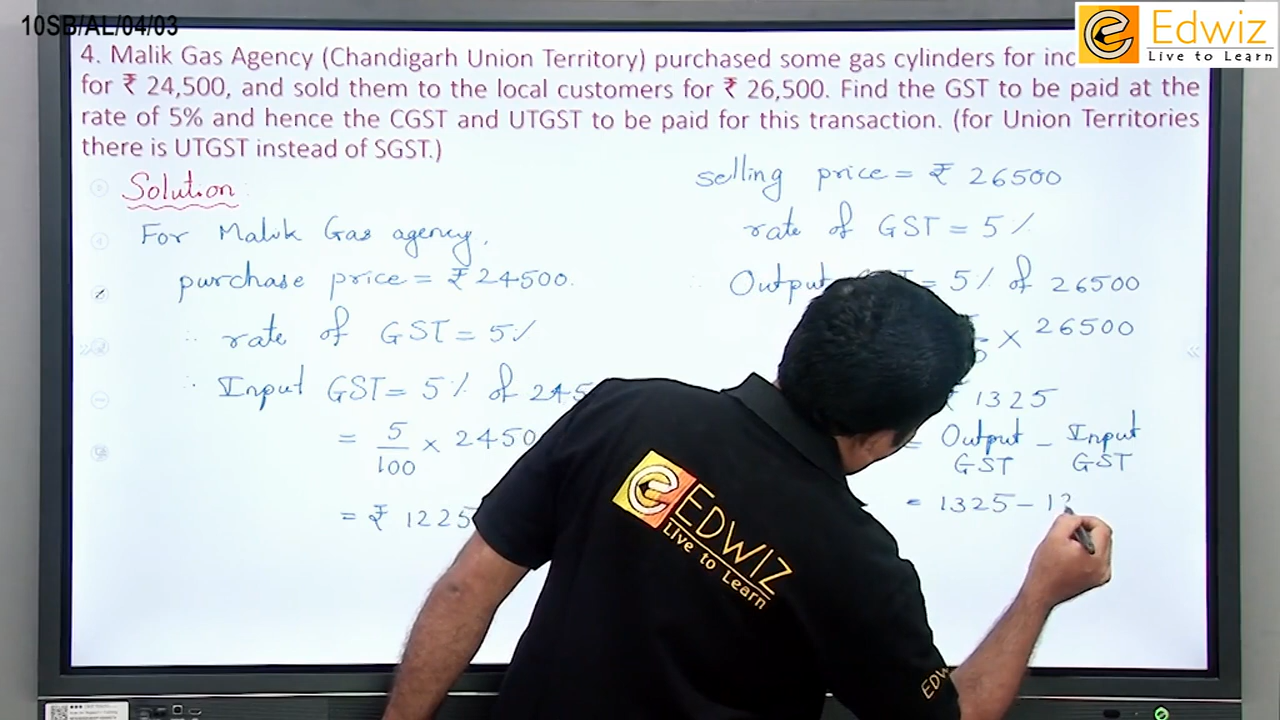 10SB/AL/04/03
Edwiz
Live to Learn
4. Malik Gas Agency (Chandigarh Union Territory) purchased some gas cylinders for
for ₹ 24,500, and sold them to the local customers for ₹ 26,500. Find the GST to be paid at the
rate of 5% and hence the CGST and UTGST to be paid for this transaction. (for Union Territories
there is UTGST instead of SGST.)
Solution:
For Malik Gas agency,
purchase price = ₹ 24500.
∴ rate of GST = 5%
∴ Input GST = 5% of 245
= 5/100 × 2450
= ₹ 1225
selling price = ₹ 26500
rate of GST = 5%
Output = 5% of 26500
× 26500
1325
= Output GST - Input GST
= 1325 - 12
EDWIZ
Live to Learn
EDW